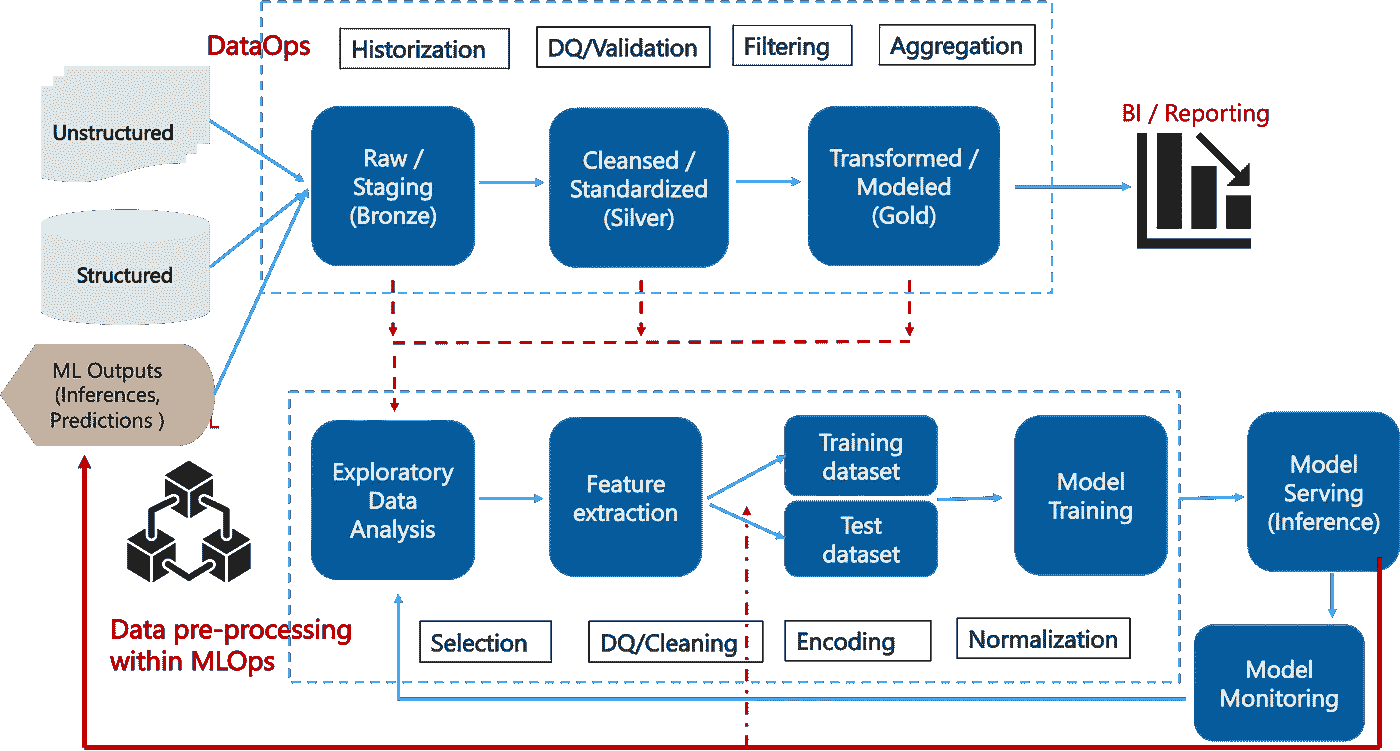 DataOps
Historization
DQ/Validation
Filtering
Aggregation
Unstructured
Structured
ML Outputs
(Inferences,
Predictions )
Raw /
Staging
(Bronze)
Cleansed /
Standardized
(Silver)
Transformed /
Modeled
(Gold)
BI / Reporting
Exploratory
Data
Analysis
Feature
extraction
Training
dataset
Test
dataset
Model
Training
Model
Serving
(Inference)
Model
Monitoring
Data pre-processing
within MLOps
Selection
DQ/Cleaning
Encoding
Normalization